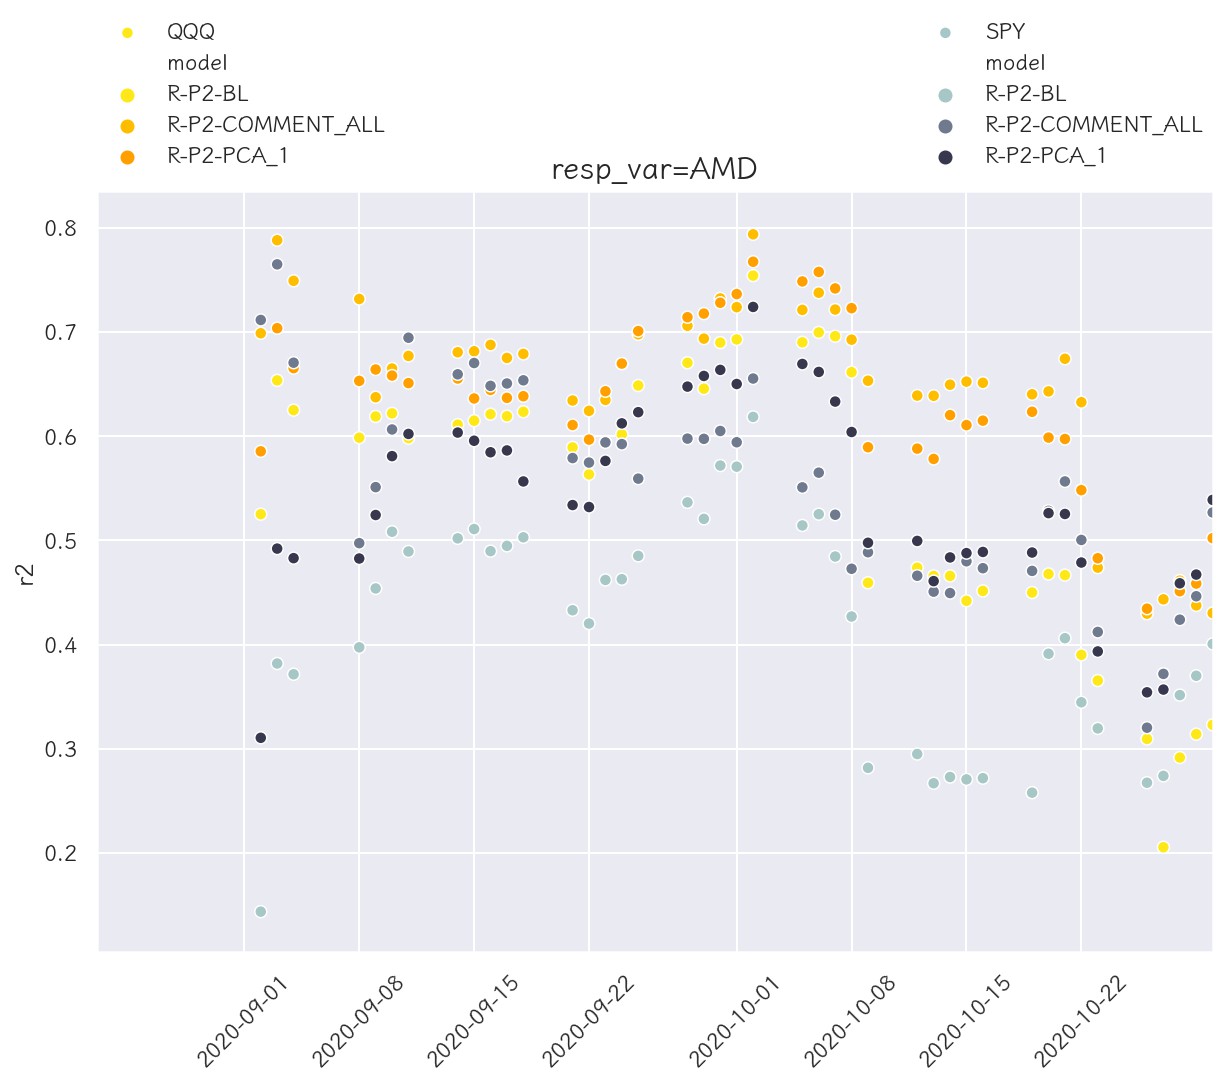 QQQ
model
R-P2-BL
R-P2-COMMENT_ALL
R-P2-PCA_1
SPY
model
R-P2-BL
R-P2-COMMENT_ALL
R-P2-PCA_1
resp_var=AMD
0.8
0.7
0.6
0.5
0.4
0.3
0.2
r2
2020-09-01
2020-09-08
2020-09-15
2020-09-22
2020-10-01
2020-10-08
2020-10-15
2020-10-22